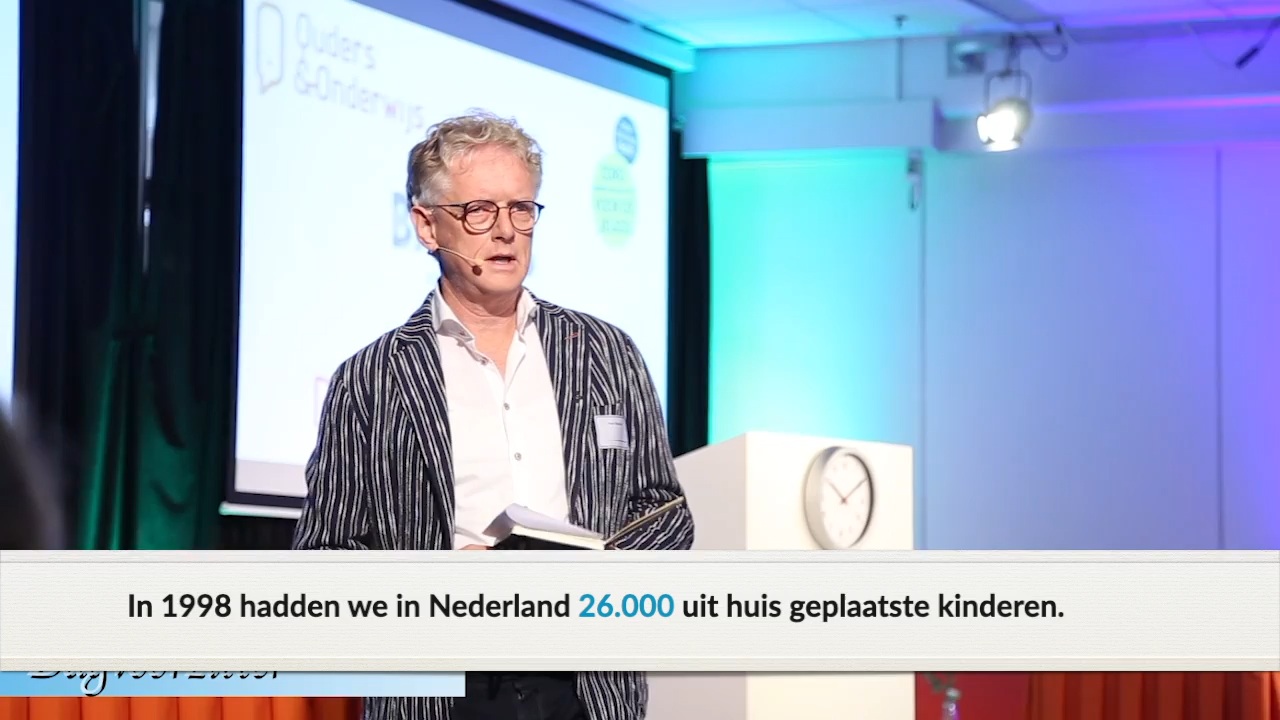 Ouders
&Onderwijs
In 1998 hadden we in Nederland 26.000 uit huis geplaatste kinderen.